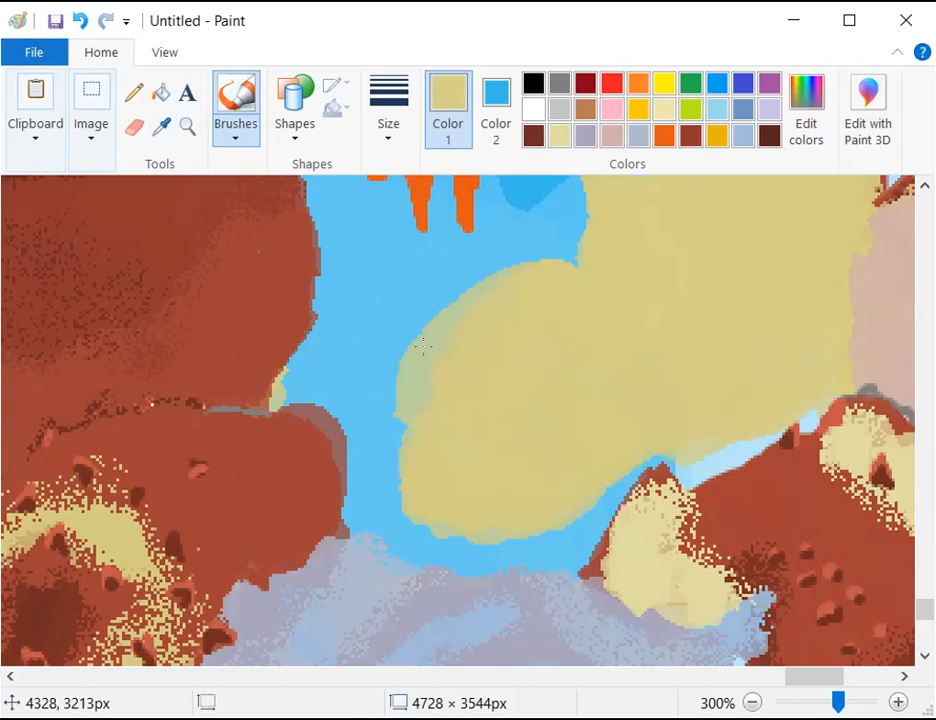 Untitled - Paint
File
Home
View
?
Clipboard
Image
A
Tools
Brushes
Shapes
Shapes
Size
Color
1
Color
2
Edit
colors
Colors
Edit with
Paint 3D
4328, 3213px
4728 × 3544px
300%